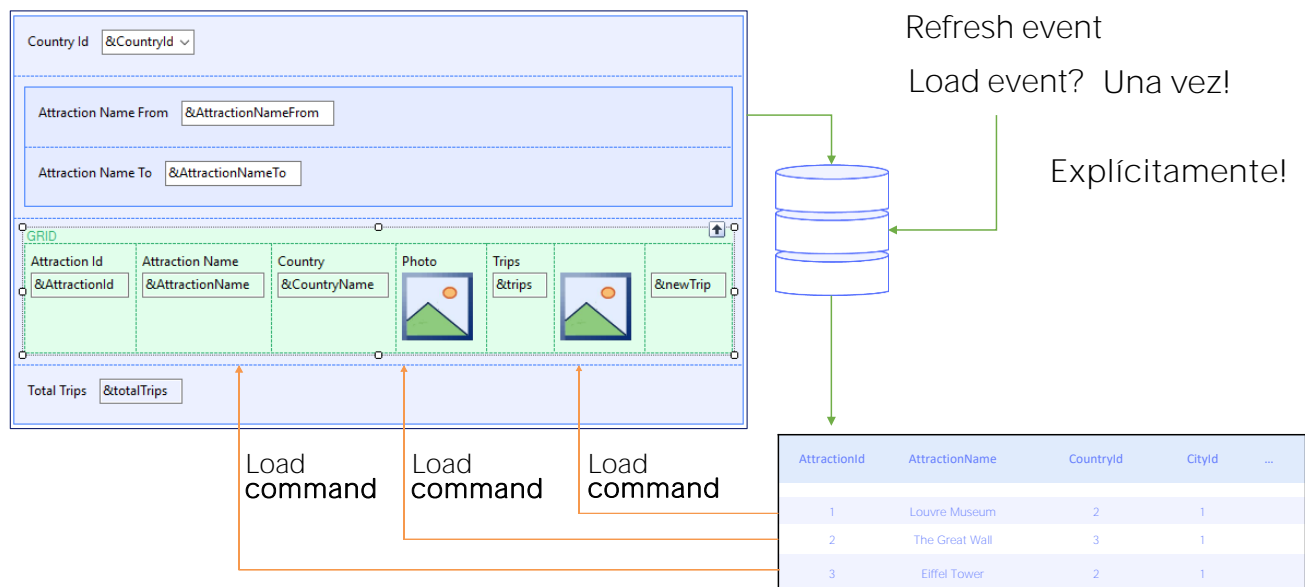 Country Id &CountryId
Attraction Name From &AttractionNameFrom
Attraction Name To &AttractionNameTo
GRID
Attraction Id Attraction Name Country Photo Trips
&AttractionId &AttractionName &CountryName &trips &newTrip
Total Trips &totalTrips
Refresh event
Load event? Una vez!
Explícitamente!
Load command
Load command
Load command
AttractionId AttractionName CountryId CityId ...
1 Louvre Museum 2 1
2 The Great Wall 3 1
3 Eiffel Tower 2 1